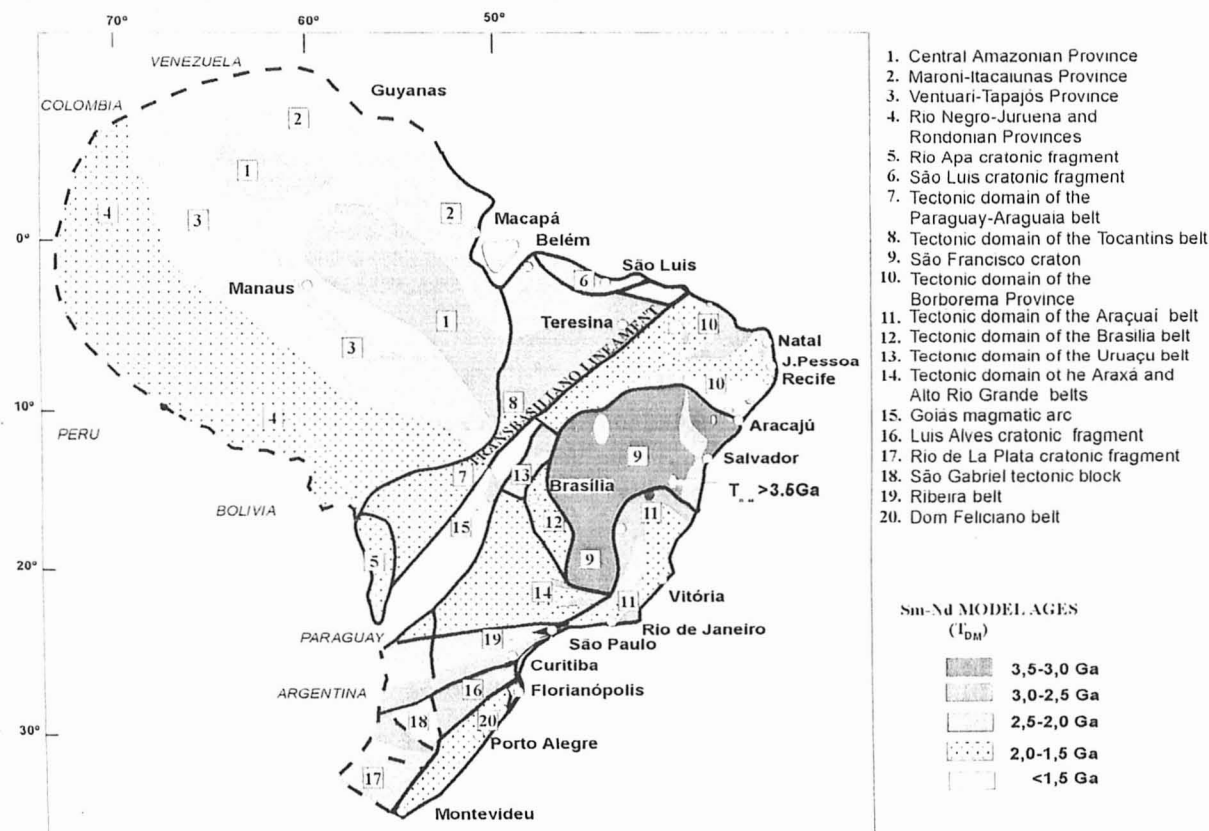 70° 60° 50°
VENEZUELA
COLOMBIA
Guyanas
2
1
4
3
2
Macapá
0°
Belém
São Luis
6
Manaus
Teresina
10
1
Natal
3
J.Pessoa
Recife
10
TRANSBRASILIANO LINEAMENT
8
10°
4
Aracajú
PERU
9
Salvador
7
13
Brasília
>3.5Ga
11
BOLIVIA
15
12
5
9
20°
14
11
Vitória
Rio de Janeiro
PARAGUAY
19
São Paulo
Curitiba
ARGENTINA
16
Florianópolis
18
20
30°
Porto Alegre
17
Montevideu
1. Central Amazonian Province
2. Maroni-Itacaiunas Province
3. Ventuari-Tapajós Province
4. Rio Negro-Juruena and
Rondonian Provinces
5. Rio Apa cratonic fragment
6. São Luis cratonic fragment
7. Tectonic domain of the
Paraguay-Araguaia belt
8. Tectonic domain of the Tocantins belt
9. São Francisco craton
10. Tectonic domain of the
Borborema Province
11. Tectonic domain of the Araçuai belt
12. Tectonic domain of the Brasilia belt
13. Tectonic domain of the Uruaçu belt
14. Tectonic domain of he Araxá and
Alto Rio Grande belts
15. Goiás magmatic arc
16. Luis Alves cratonic fragment
17. Rio de La Plata cratonic fragment
18. São Gabriel tectonic block
19. Ribeira belt
20. Dom Feliciano belt
Sm-Nd MODEL AGES
(T_DM)
3,5-3,0 Ga
3,0-2,5 Ga
2,5-2,0 Ga
2,0-1,5 Ga
<1,5 Ga